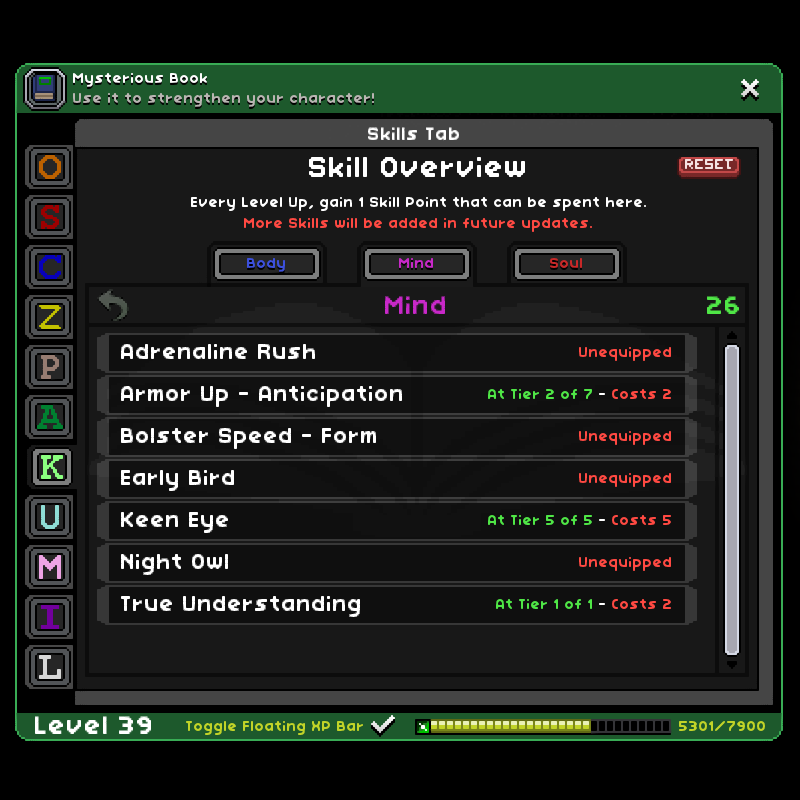 Mysterious Book
Use it to strengthen your character!
Skills Tab
Skill Overview
RESET
Every Level Up, gain 1 Skill Point that can be spent here.
More Skills will be added in future updates.
Body
Mind
Soul
Mind
26
O
S
C
Z
P
A
K
U
M
I
L
Adrenaline Rush
Unequipped
Armor Up - Anticipation
At Tier 2 of 7 - Costs 2
Bolster Speed - Form
Unequipped
Early Bird
Unequipped
Keen Eye
At Tier 5 of 5 - Costs 5
Night Owl
Unequipped
True Understanding
At Tier 1 of 1 - Costs 2
Level 39
Toggle Floating XP Bar
5301/7900